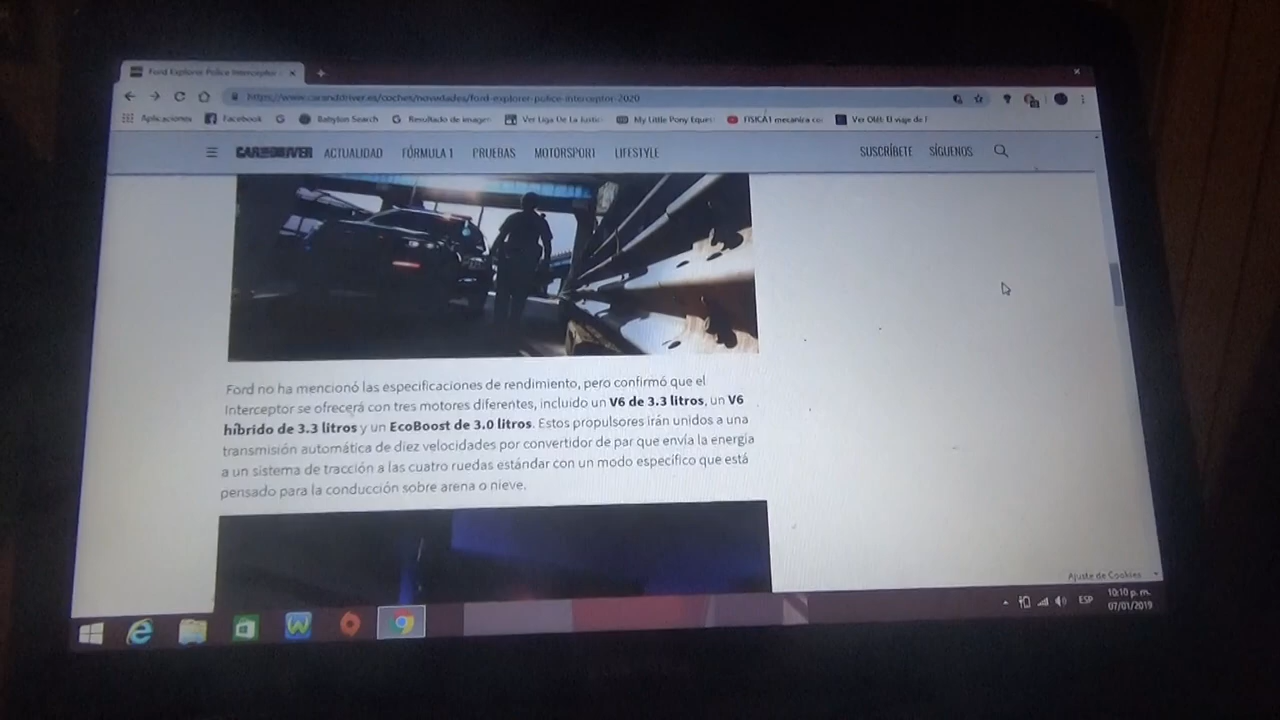 Ford Explorer Police Interceptor
https://www.caranddriver.es/coches/novedades/ford-explorer-police-interceptor-2020
Aplicaciones Facebook Babylon Search Resultado de imager Ver Liga De La Justic My Little Pony Equest FISICA1 mecanica Ver Olèt: El viaje de
CAR AND DRIVER ACTUALIDAD FÓRMULA 1 PRUEBAS MOTORSPORT LIFESTYLE SUSCRÍBETE SÍGUENOS
Ford no ha mencionó las especificaciones de rendimiento, pero confirmó que el
Interceptor se ofrecerá con tres motores diferentes, incluido un V6 de 3.3 litros, un V6
híbrido de 3.3 litros y un EcoBoost de 3.0 litros. Estos propulsores irán unidos a una
transmisión automática de diez velocidades por convertidor de par que envía la energía
a un sistema de tracción a las cuatro ruedas estándar con un modo específico que está
pensado para la conducción sobre arena o nieve.
Ajuste de Cookies
ESP
10:10 p. m.
07/01/2019